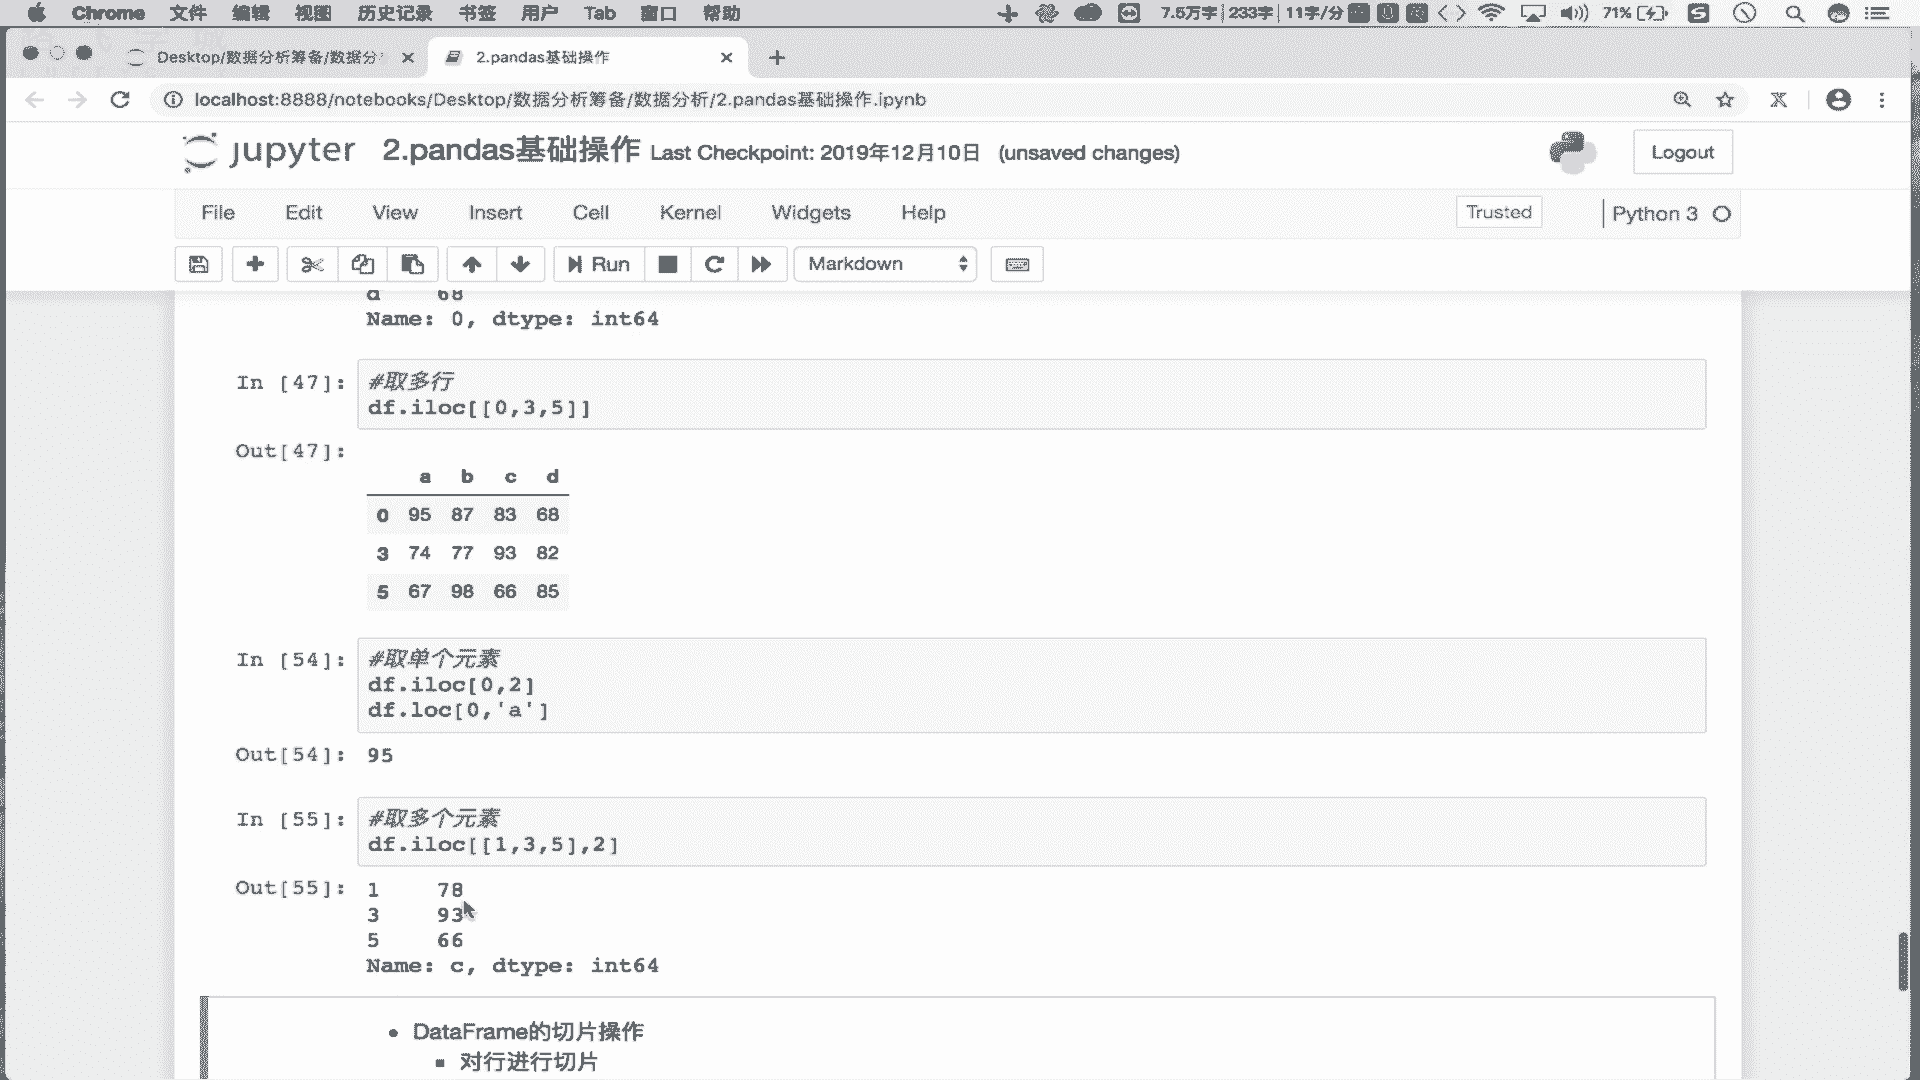 Chrome 文件 编辑 视图 历史记录 书签 用户 Tab 窗口 帮助 7.5万字 233字 11字/分 71%
Desktop/数据分析筹备/数据分 2.pandas基础操作
localhost:8888/notebooks/Desktop/数据分析筹备/数据分析/2.pandas基础操作.ipynb
jupyter 2.pandas基础操作 Last Checkpoint: 2019年12月10日 (unsaved changes) Logout
File Edit View Insert Cell Kernel Widgets Help Trusted Python 3
Run Markdown
d 68
Name: 0, dtype: int64
In [47]: #取多行
df.iloc[[0,3,5]]
Out[47]:
a b c d
0 95 87 83 68
3 74 77 93 82
5 67 98 66 85
In [54]: #取单个元素
df.iloc[0,2]
df.loc[0,'a']
Out[54]: 95
In [55]: #取多个元素
df.iloc[[1,3,5],2]
Out[55]: 1 78
3 93
5 66
Name: c, dtype: int64
• DataFrame的切片操作
▪ 对行进行切片